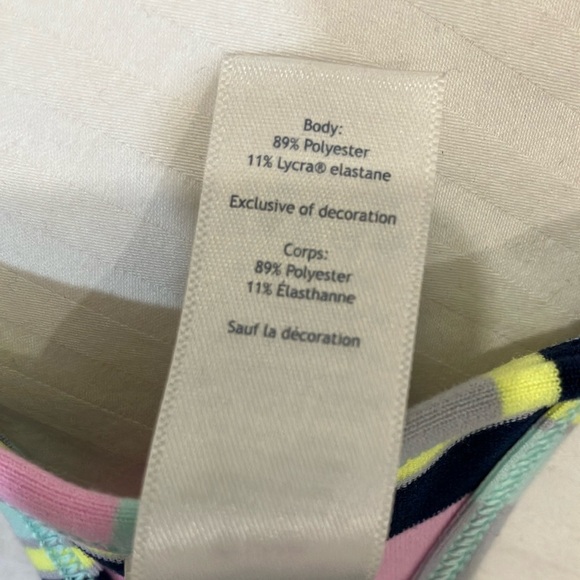 Body:
89% Polyester
11% Lycra® elastane
Exclusive of decoration
Corps:
89% Polyester
11% Élasthanne
Sauf la décoration